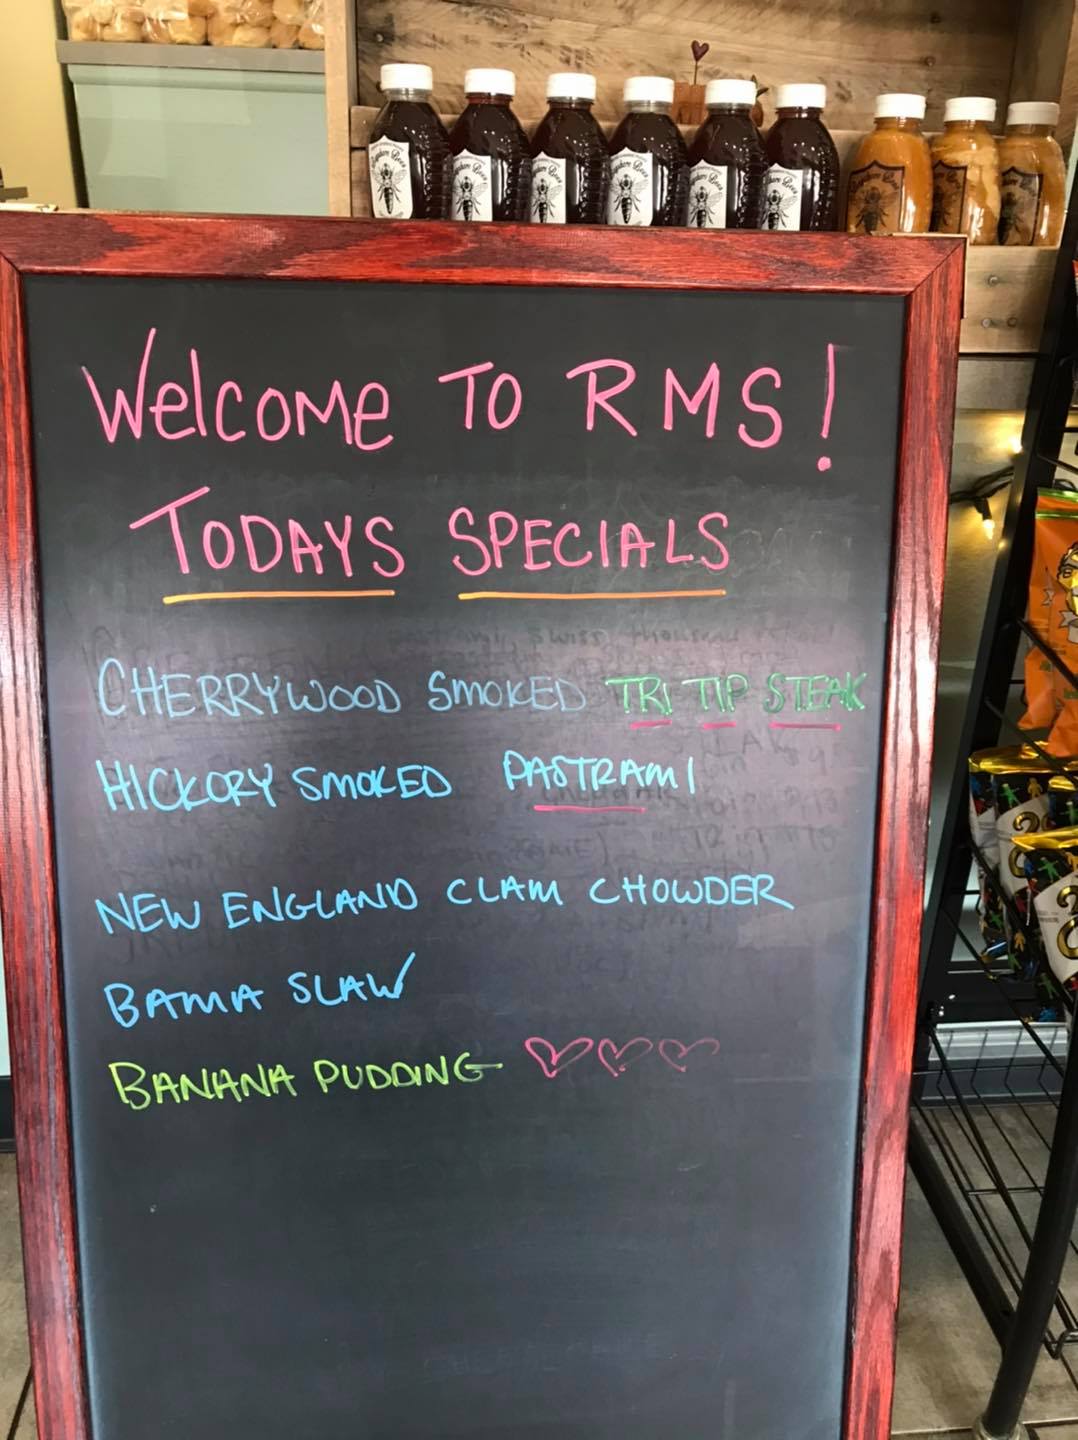 Welcome To RMS!
TODAYS SPECIALS
CHERRYWOOD SMOKED TRI TIP STEAK
HICKORY SMOKED PASTRAMI
NEW ENGLAND CLAM CHOWDER
BAMA SLAW
BANANA PUDDING